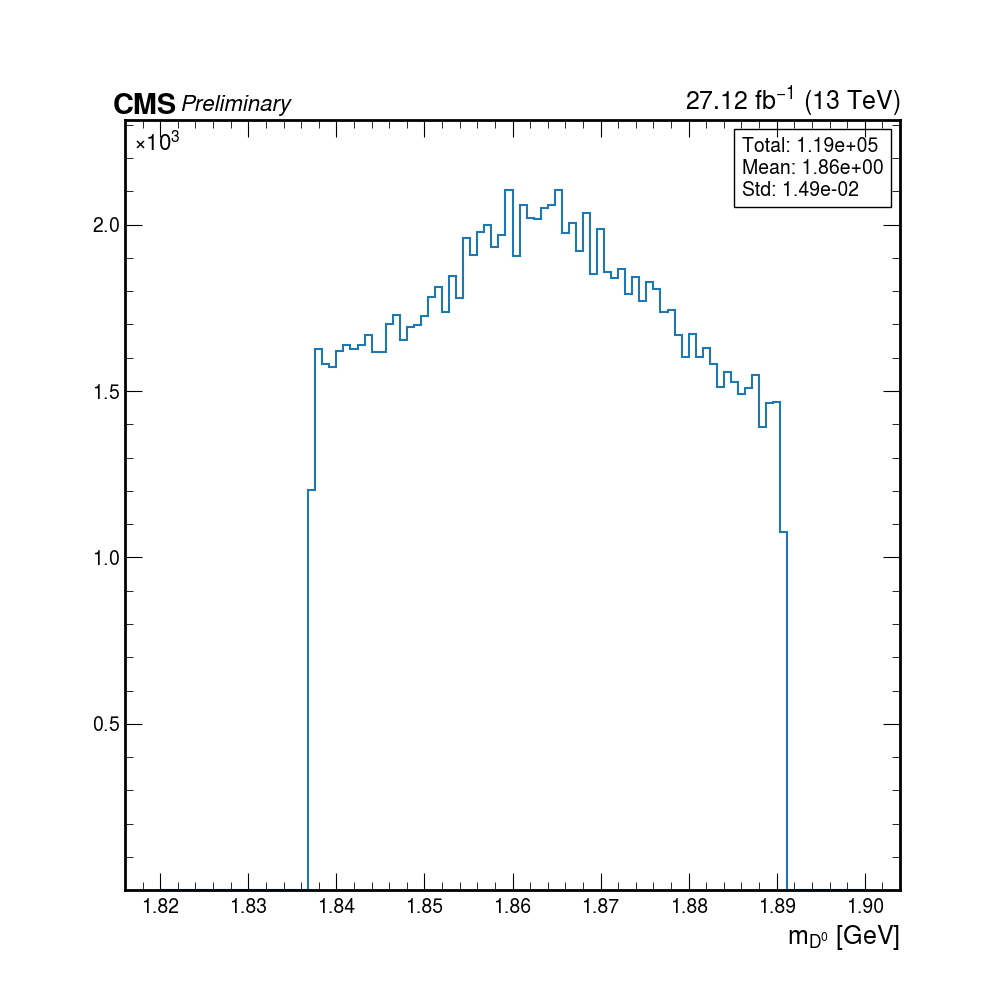 CMS Preliminary 27.12 fb⁻¹ (13 TeV)
×10³
Total: 1.19e+05
Mean: 1.86e+00
Std: 1.49e-02
2.0
1.5
1.0
0.5
1.82 1.83 1.84 1.85 1.86 1.87 1.88 1.89 1.90
m_D⁰ [GeV]